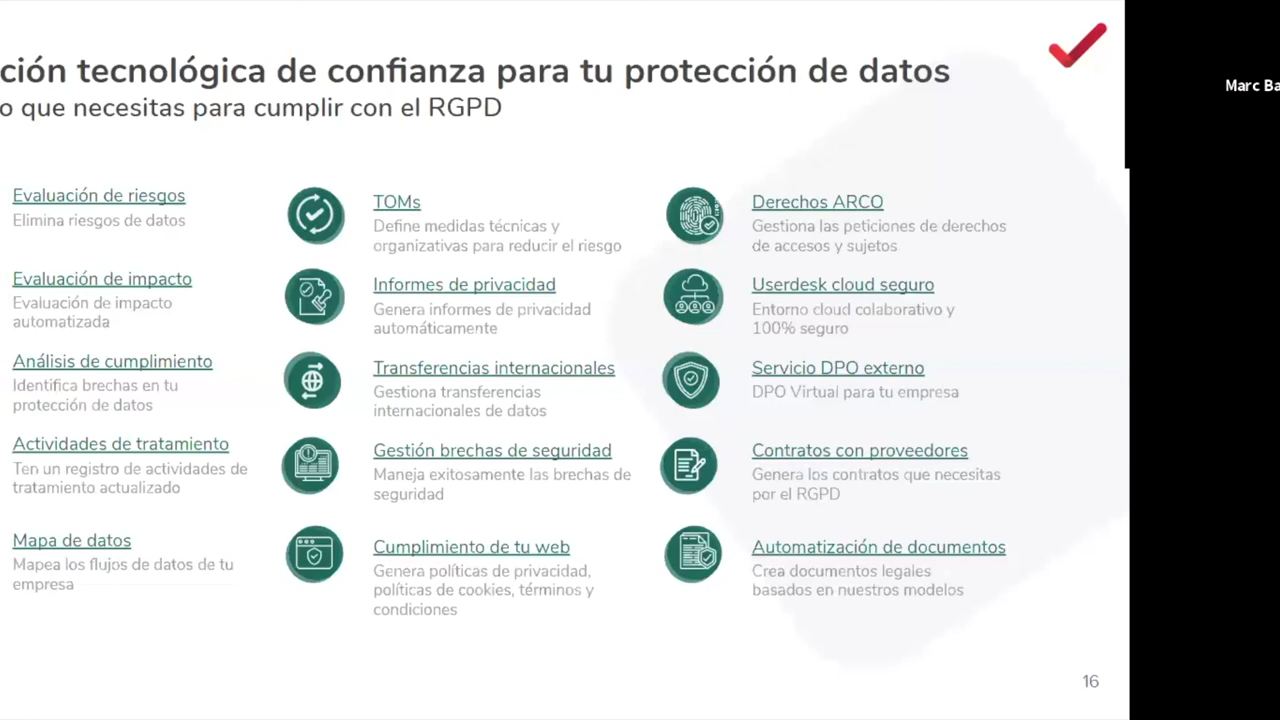 ción tecnológica de confianza para tu protección de datos
o que necesitas para cumplir con el RGPD
Marc Ba
Evaluación de riesgos
Elimina riesgos de datos
Evaluación de impacto
Evaluación de impacto
automatizada
Análisis de cumplimiento
Identifica brechas en tu
protección de datos
Actividades de tratamiento
Ten un registro de actividades de
tratamiento actualizado
Mapa de datos
Mapea los flujos de datos de tu
empresa
TOMs
Define medidas técnicas y
organizativas para reducir el riesgo
Informes de privacidad
Genera informes de privacidad
automáticamente
Transferencias internacionales
Gestiona transferencias
internacionales de datos
Gestión brechas de seguridad
Maneja exitosamente las brechas de
seguridad
Cumplimiento de tu web
Genera políticas de privacidad,
políticas de cookies, términos y
condiciones
Derechos ARCO
Gestiona las peticiones de derechos
de accesos y sujetos
Userdesk cloud seguro
Entorno cloud colaborativo y
100% seguro
Servicio DPO externo
DPO Virtual para tu empresa
Contratos con proveedores
Genera los contratos que necesitas
por el RGPD
Automatización de documentos
Crea documentos legales
basados en nuestros modelos
16